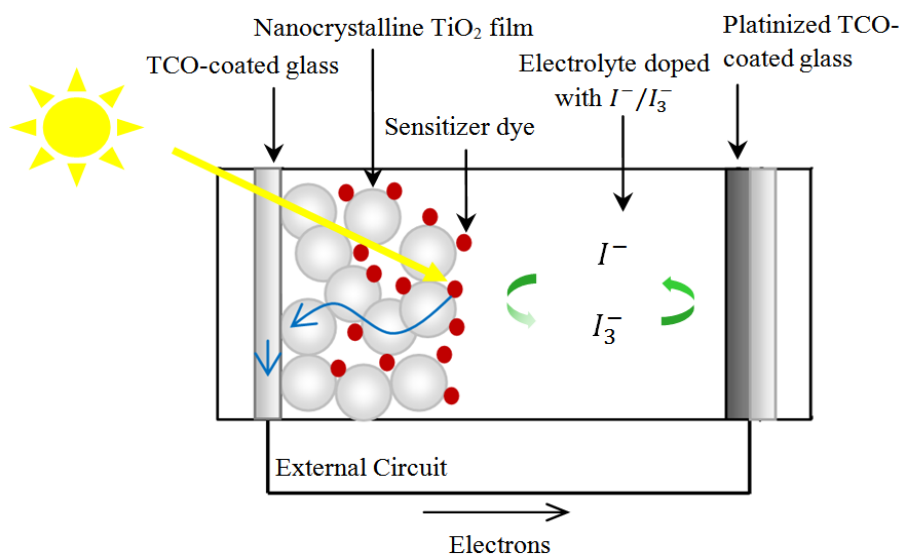 Nanocrystalline TiO₂ film
TCO-coated glass
Sensitizer dye
Electrolyte doped
with I⁻/I₃⁻
Platinized TCO-
coated glass
I⁻
I₃⁻
External Circuit
Electrons